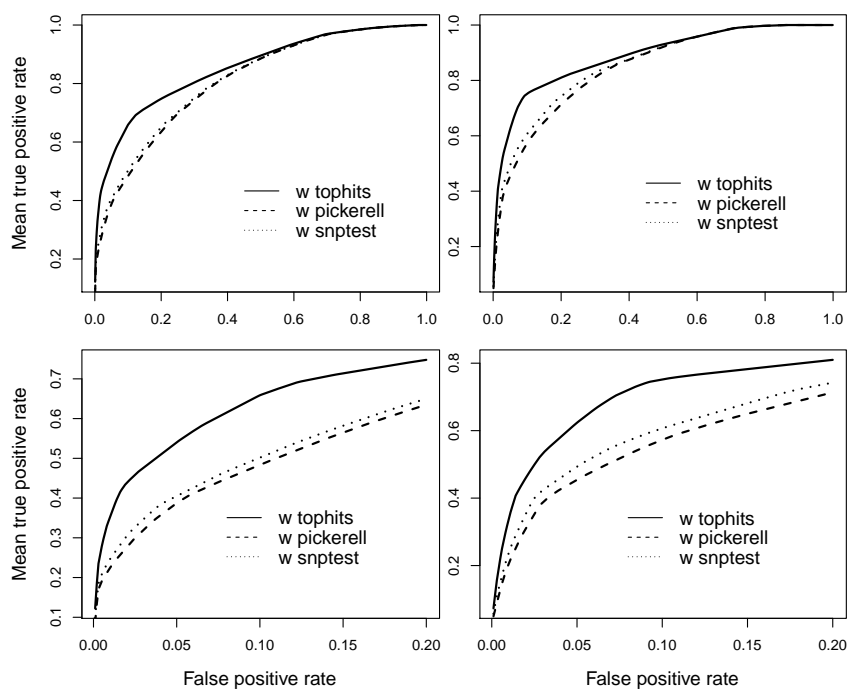 Mean true positive rate
1.0
0.8
0.6
0.4
0.2
0.0 0.2 0.4 0.6 0.8 1.0
w tophits
w pickerell
w snptest
1.0
0.8
0.6
0.4
0.2
0.0 0.2 0.4 0.6 0.8 1.0
w tophits
w pickerell
w snptest
Mean true positive rate
0.7
0.6
0.5
0.4
0.3
0.2
0.1
0.00 0.05 0.10 0.15 0.20
w tophits
w pickerell
w snptest
False positive rate
0.8
0.6
0.4
0.2
0.00 0.05 0.10 0.15 0.20
w tophits
w pickerell
w snptest
False positive rate